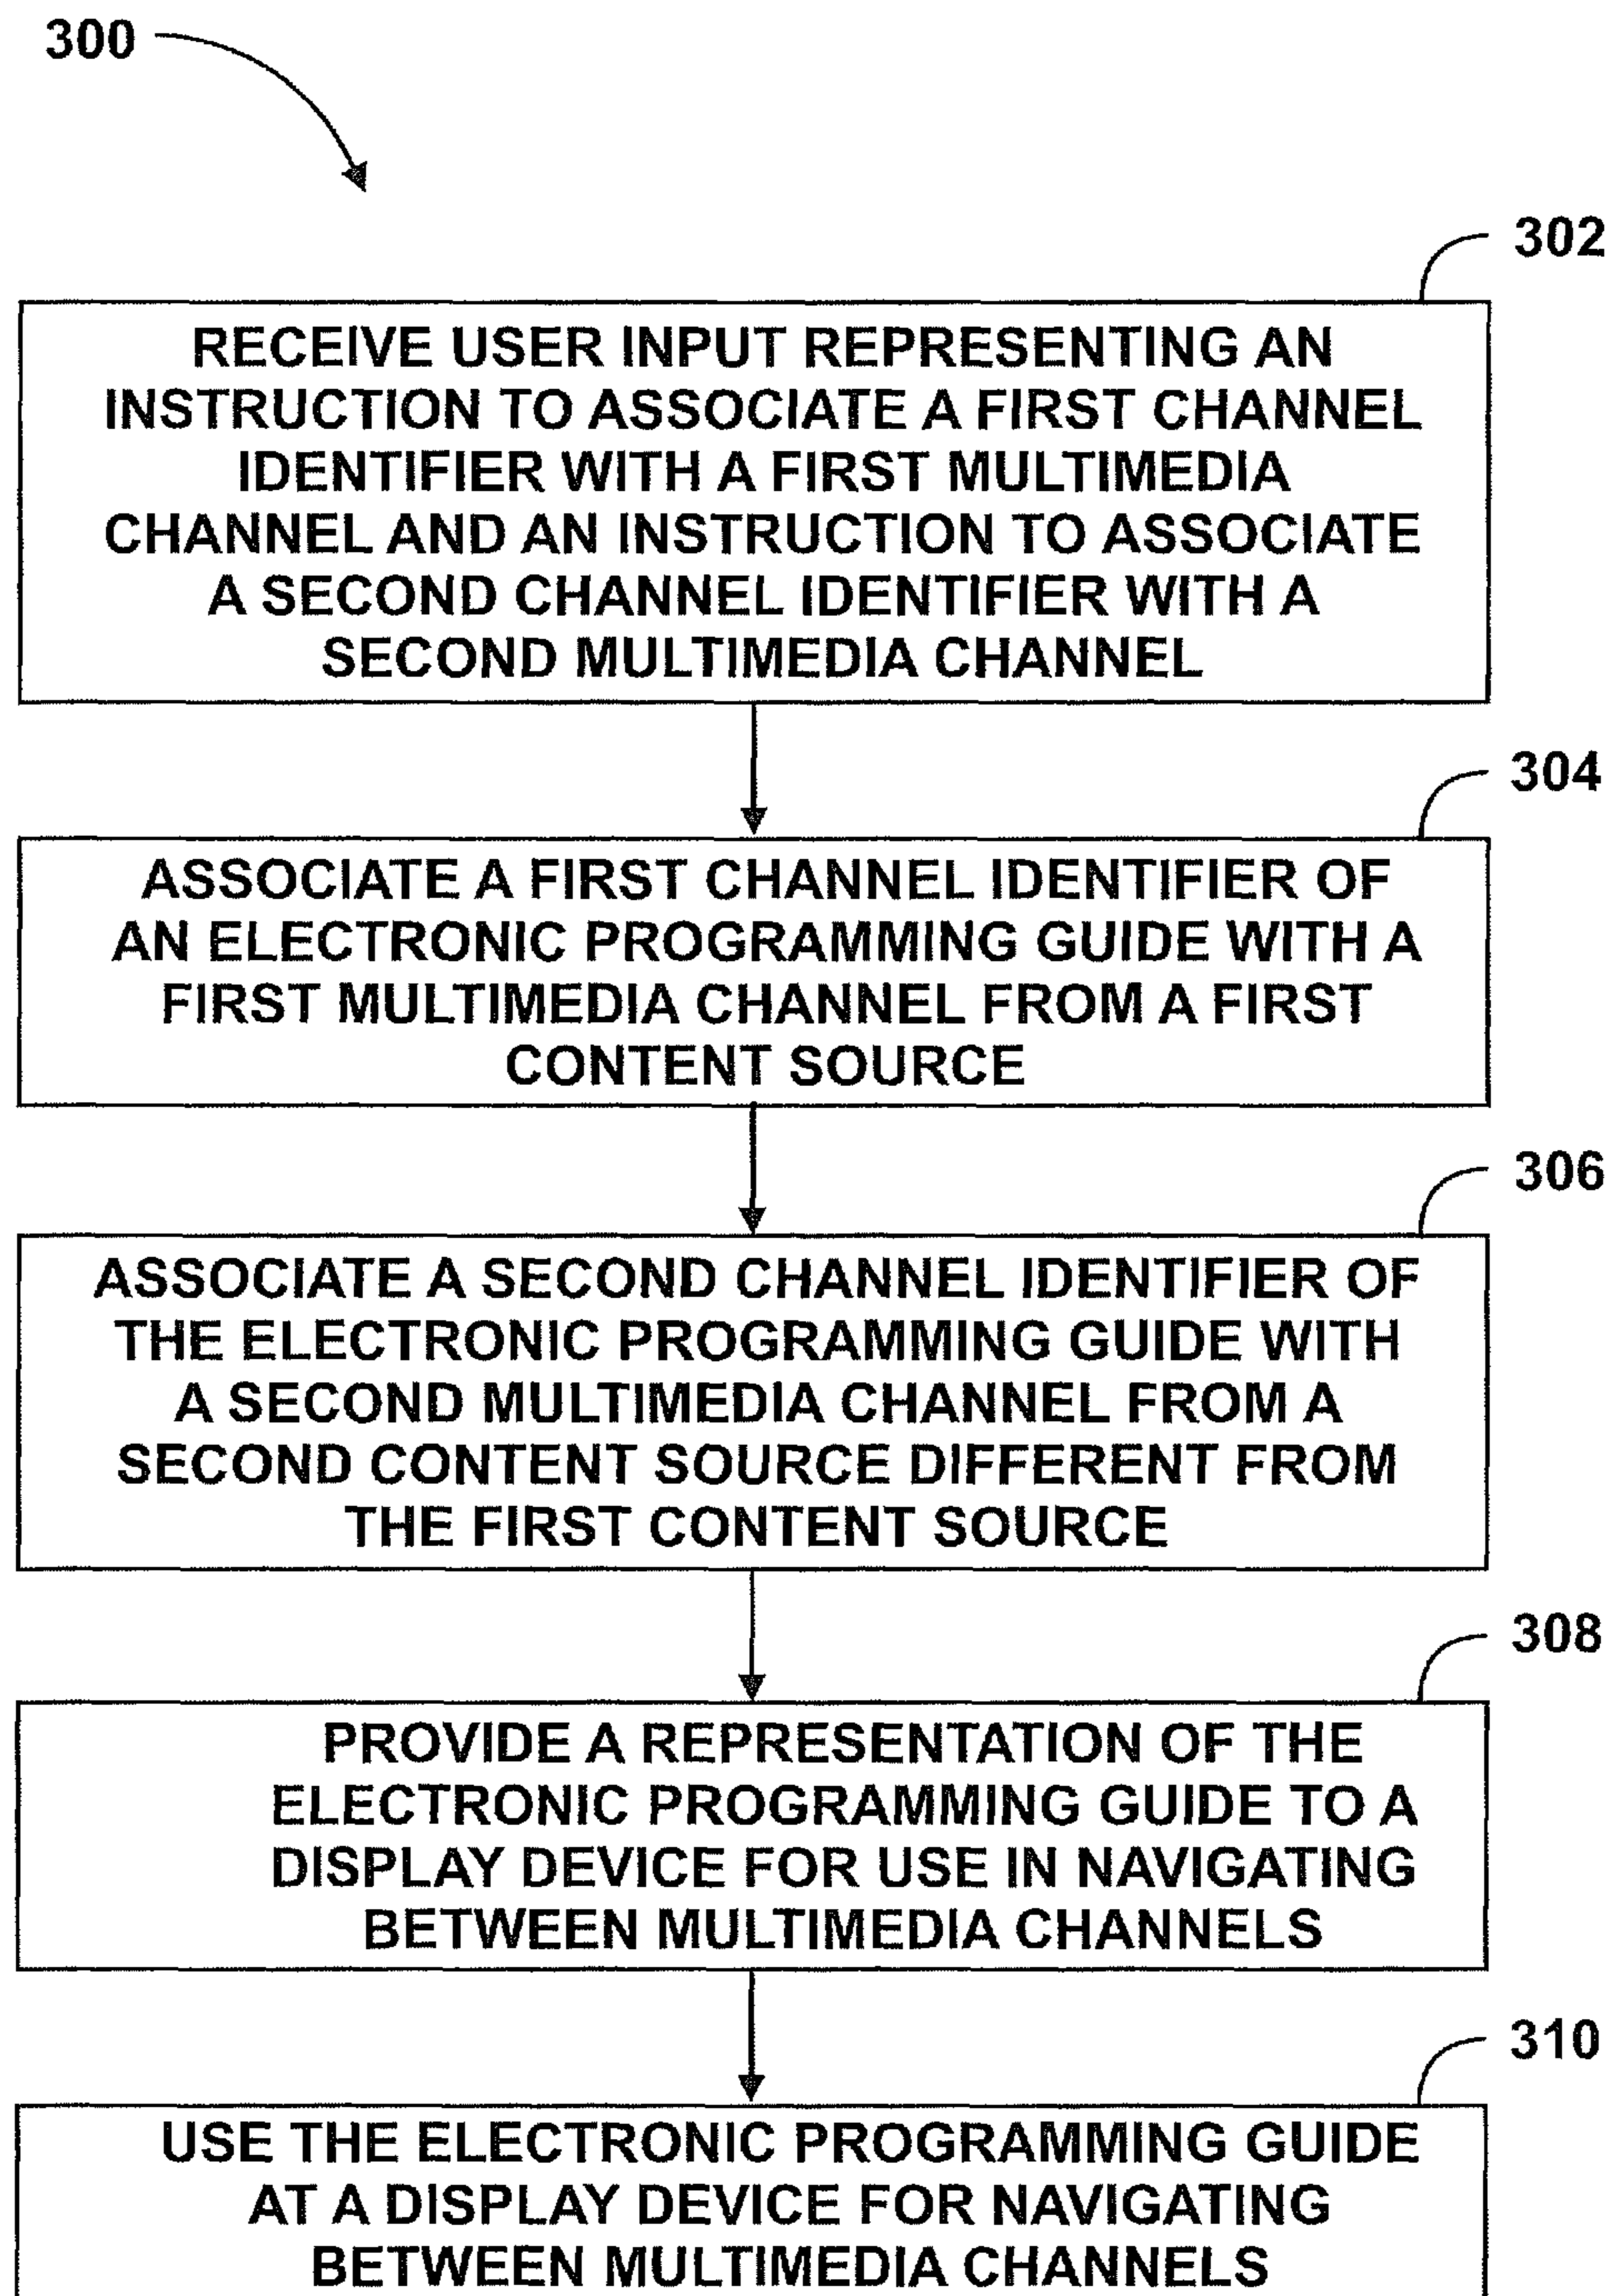 300
302
RECEIVE USER INPUT REPRESENTING AN
INSTRUCTION TO ASSOCIATE A FIRST CHANNEL
IDENTIFIER WITH A FIRST MULTIMEDIA
CHANNEL AND AN INSTRUCTION TO ASSOCIATE
A SECOND CHANNEL IDENTIFIER WITH A
SECOND MULTIMEDIA CHANNEL
304
ASSOCIATE A FIRST CHANNEL IDENTIFIER OF
AN ELECTRONIC PROGRAMMING GUIDE WITH A
FIRST MULTIMEDIA CHANNEL FROM A FIRST
CONTENT SOURCE
306
ASSOCIATE A SECOND CHANNEL IDENTIFIER OF
THE ELECTRONIC PROGRAMMING GUIDE WITH
A SECOND MULTIMEDIA CHANNEL FROM A
SECOND CONTENT SOURCE DIFFERENT FROM
THE FIRST CONTENT SOURCE
308
PROVIDE A REPRESENTATION OF THE
ELECTRONIC PROGRAMMING GUIDE TO A
DISPLAY DEVICE FOR USE IN NAVIGATING
BETWEEN MULTIMEDIA CHANNELS
310
USE THE ELECTRONIC PROGRAMMING GUIDE
AT A DISPLAY DEVICE FOR NAVIGATING
BETWEEN MULTIMEDIA CHANNELS